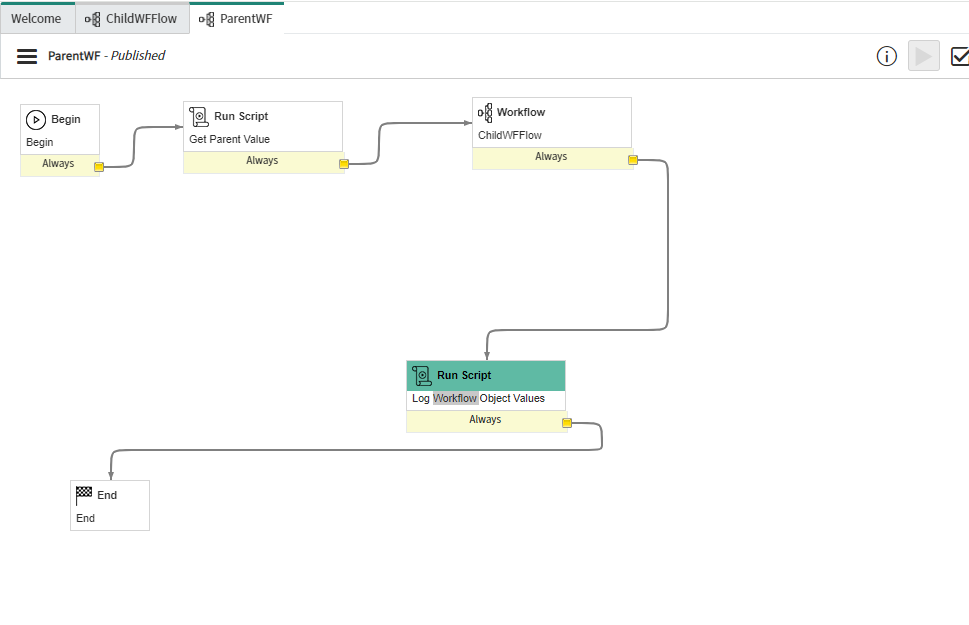 Welcome
ChildWFFlow
ParentWF
ParentWF - Published
Begin
Begin
Always
Run Script
Get Parent Value
Always
Workflow
ChildWFFlow
Always
Run Script
Log Workflow Object Values
Always
End
End